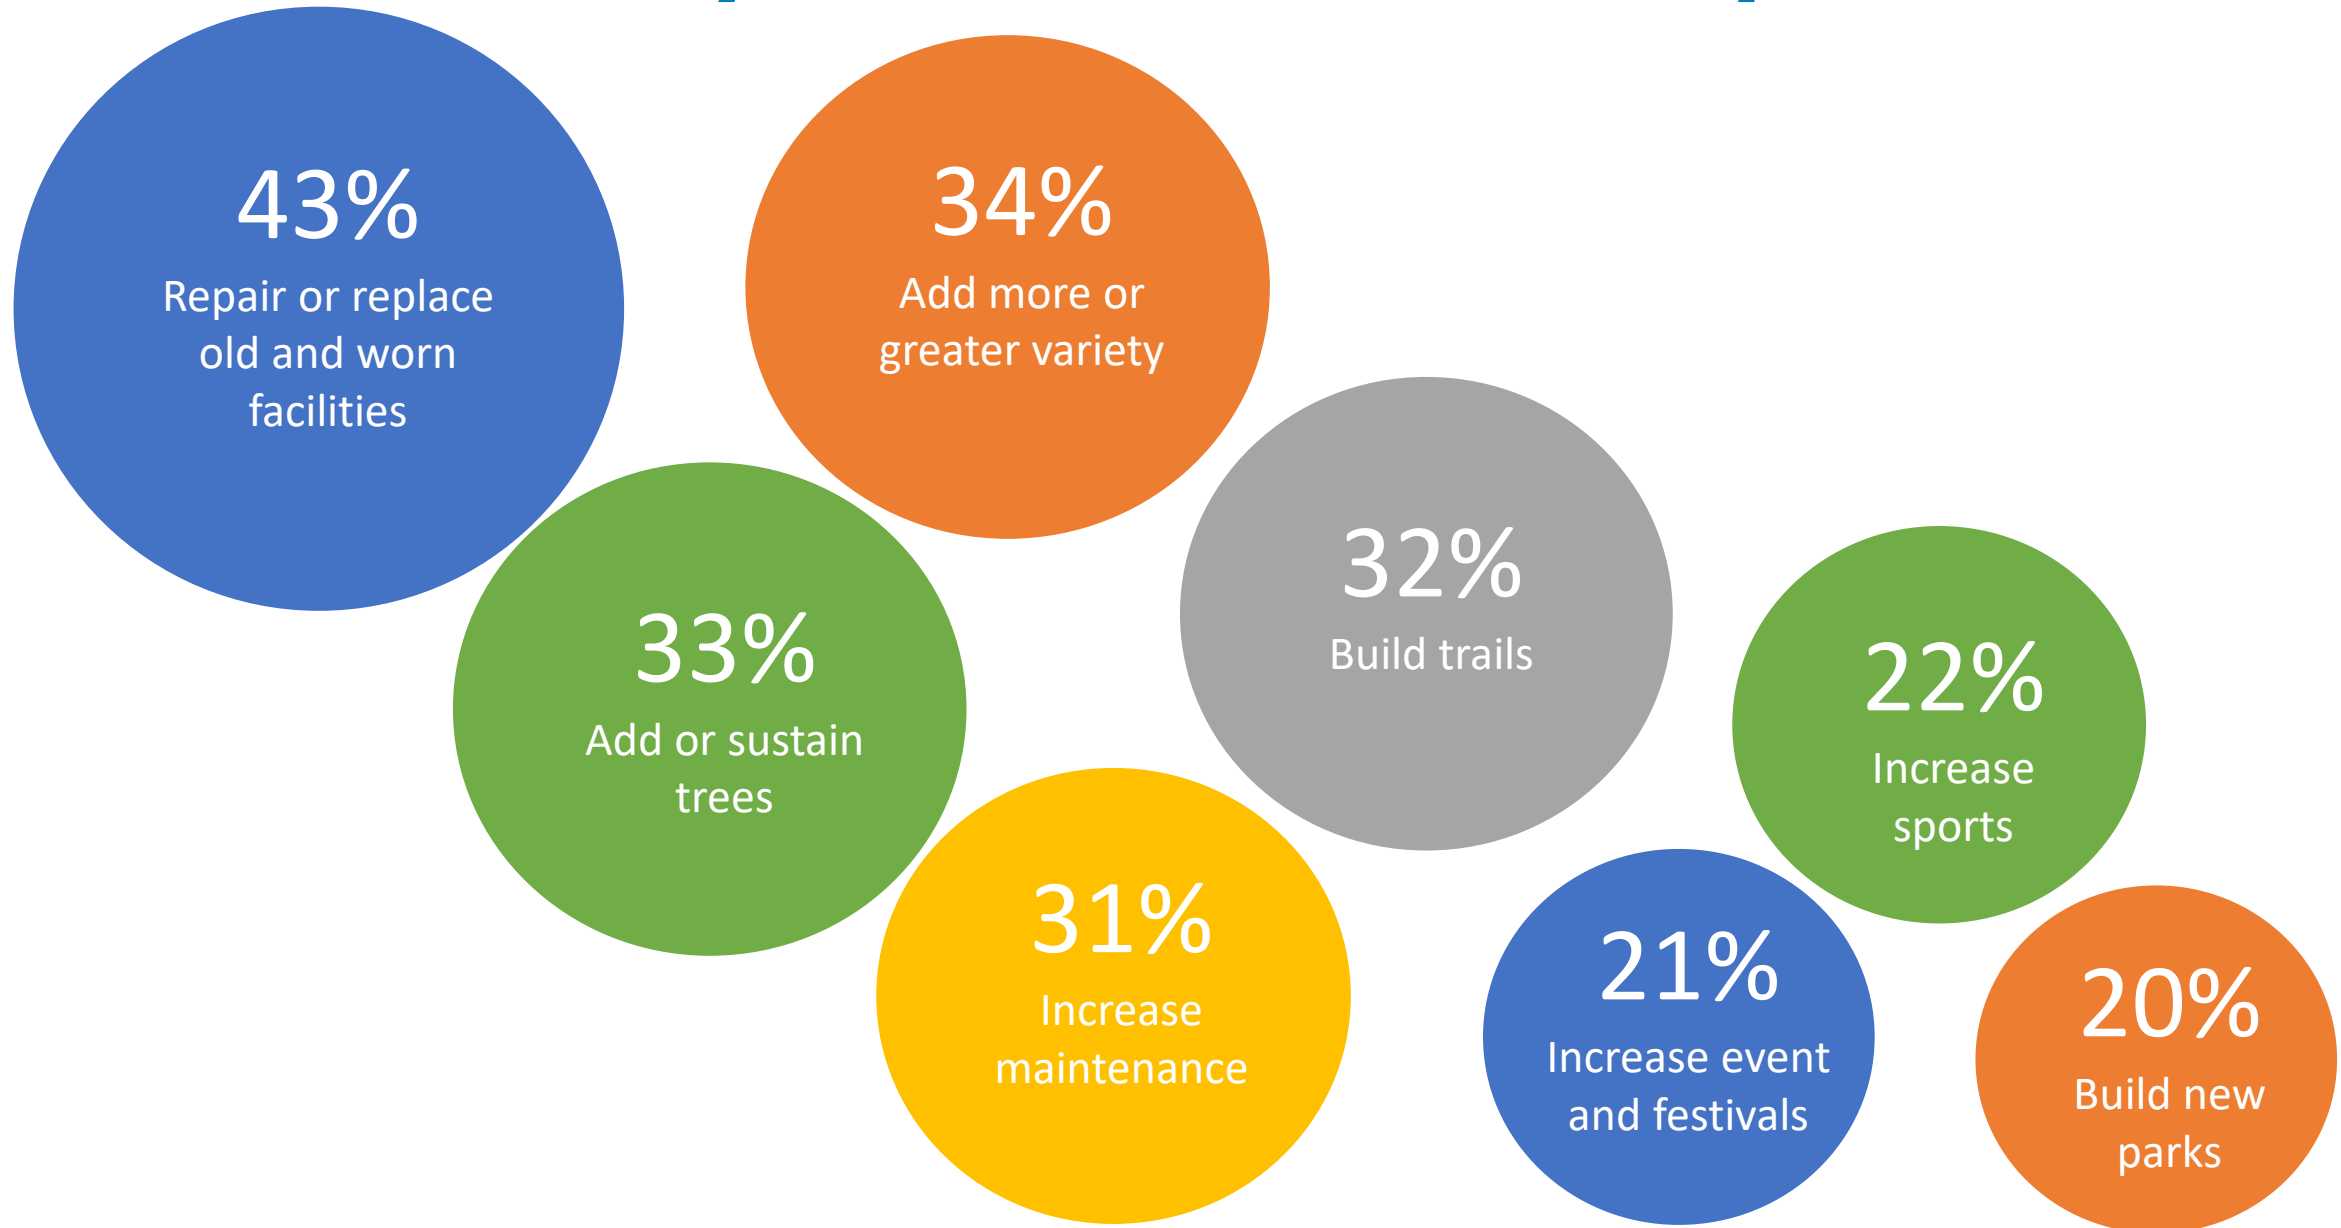 43%
Repair or replace
old and worn
facilities
34%
Add more or
greater variety
33%
Add or sustain
trees
32%
Build trails
31%
Increase
maintenance
22%
Increase
sports
21%
Increase event
and festivals
20%
Build new
parks